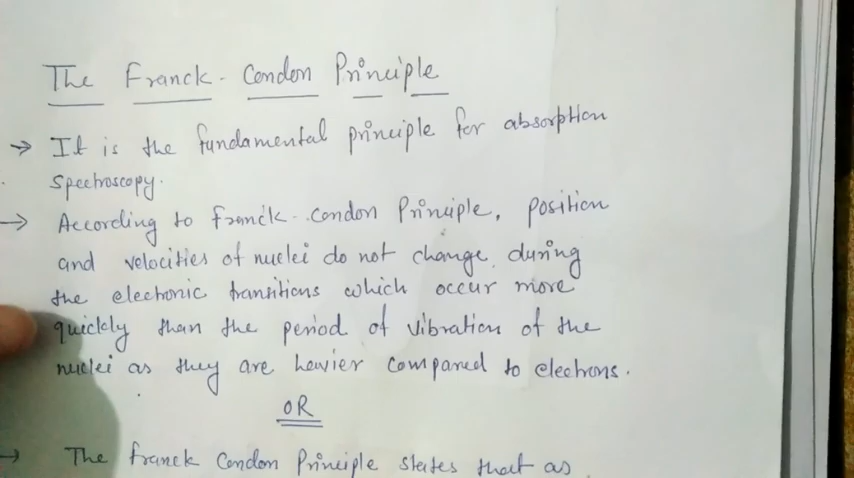 The Franck-Condon Principle
→ It is the fundamental principle for absorption
spectroscopy.
→ According to Franck-Condon Principle, position
and velocities of nuclei do not change during
the electronic transitions which occur more
quickly than the period of vibration of the
nuclei as they are heavier compared to electrons.
OR
→ The Franck Condon Principle states that as